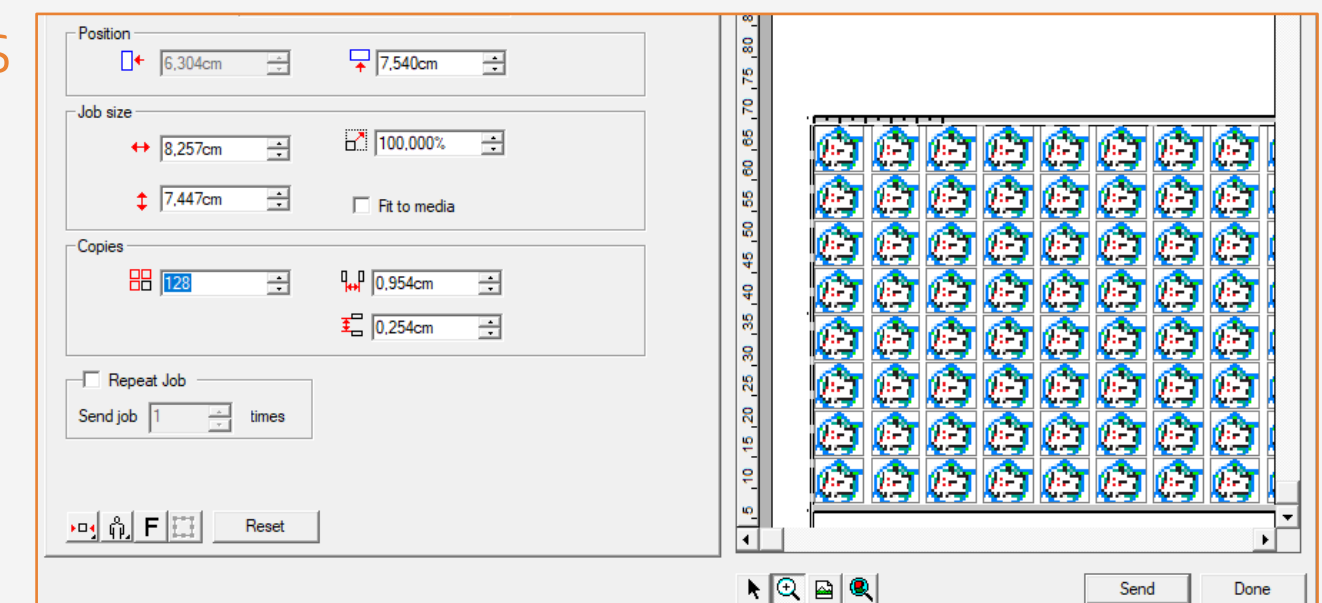 S
Position
6,304cm
7,540cm
Job size
8,257cm
100,000%
7,447cm
Fit to media
Copies
128
0,954cm
0,254cm
Repeat Job
Send job 1 times
F
Reset
80
75
70
65
60
55
50
45
40
35
30
25
20
15
10
5
Send
Done